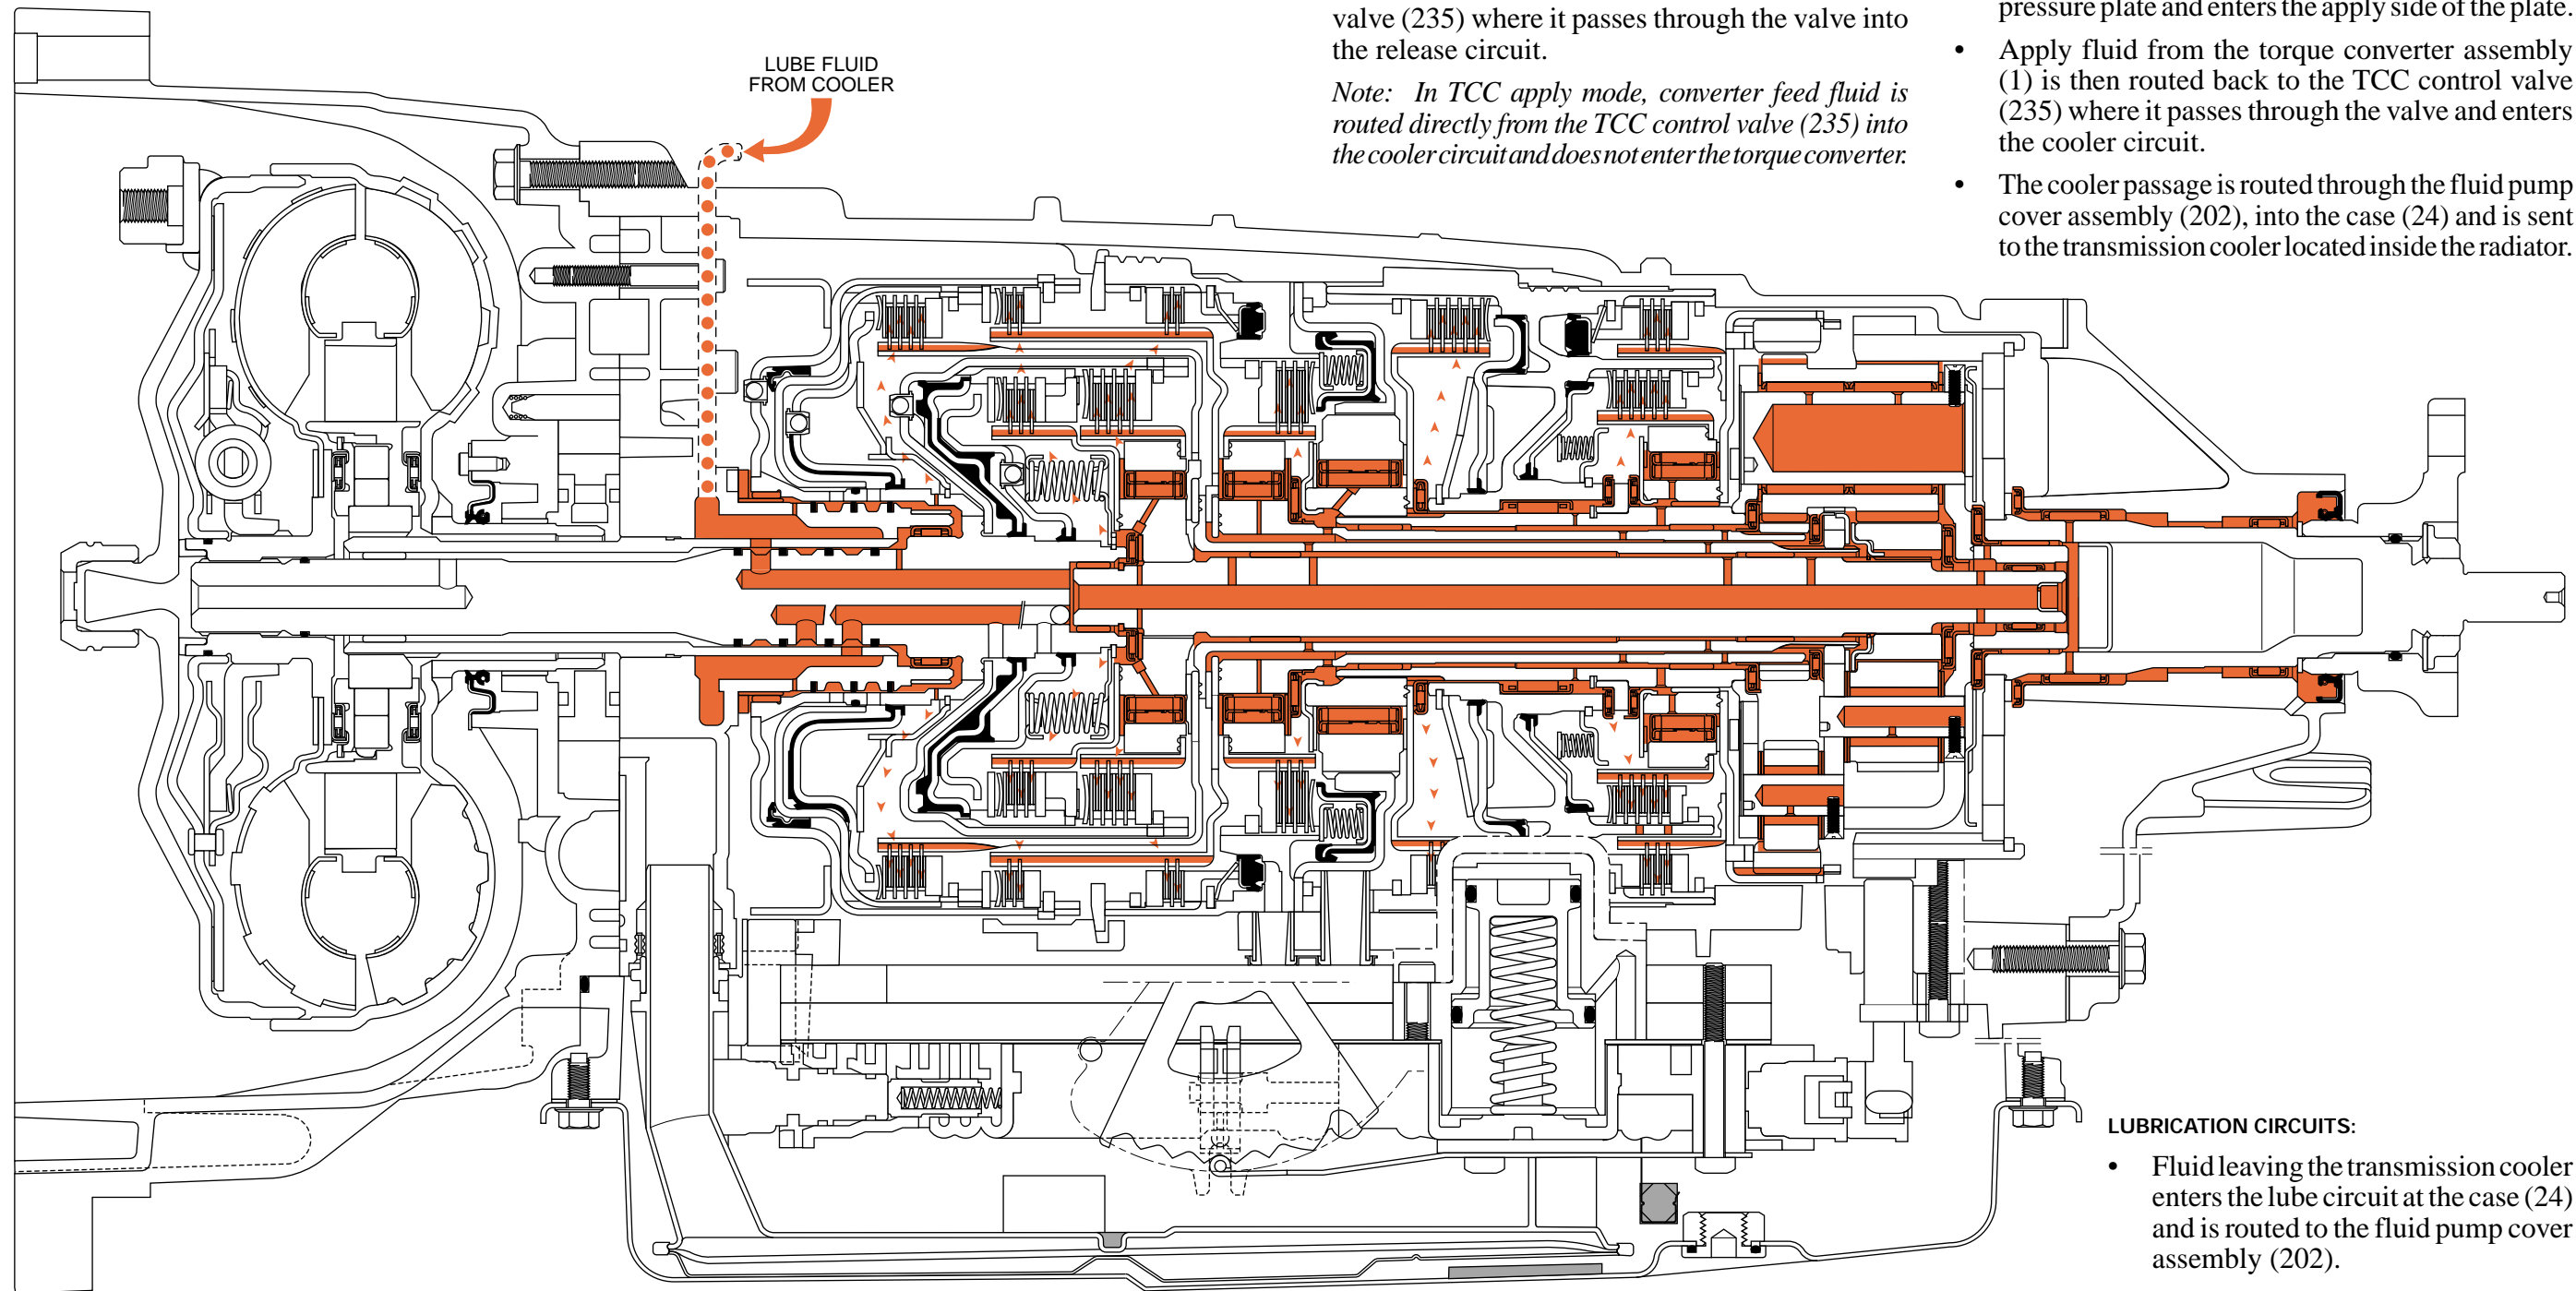 LUBE FLUID
FROM COOLER
valve (235) where it passes through the valve into
the release circuit.
Note: In TCC apply mode, converter feed fluid is
routed directly from the TCC control valve (235) into
the cooler circuit and does not enter the torque converter.
pressure plate and enters the apply side of the plate.
• Apply fluid from the torque converter assembly
(1) is then routed back to the TCC control valve
(235) where it passes through the valve and enters
the cooler circuit.
• The cooler passage is routed through the fluid pump
cover assembly (202), into the case (24) and is sent
to the transmission cooler located inside the radiator.
LUBRICATION CIRCUITS:
• Fluid leaving the transmission cooler
enters the lube circuit at the case (24)
and is routed to the fluid pump cover
assembly (202).